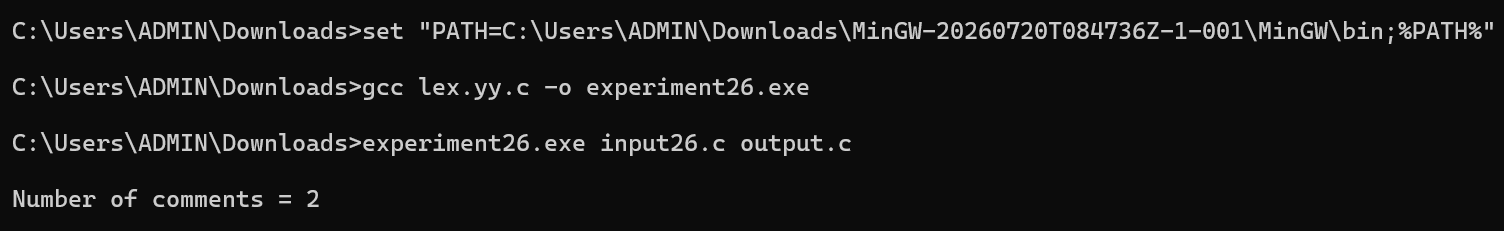 C:\Users\ADMIN\Downloads>set "PATH=C:\Users\ADMIN\Downloads\MinGW-20260720T084736Z-1-001\MinGW\bin;%PATH%"
C:\Users\ADMIN\Downloads>gcc lex.yy.c -o experiment26.exe
C:\Users\ADMIN\Downloads>experiment26.exe input26.c output.c
Number of comments = 2